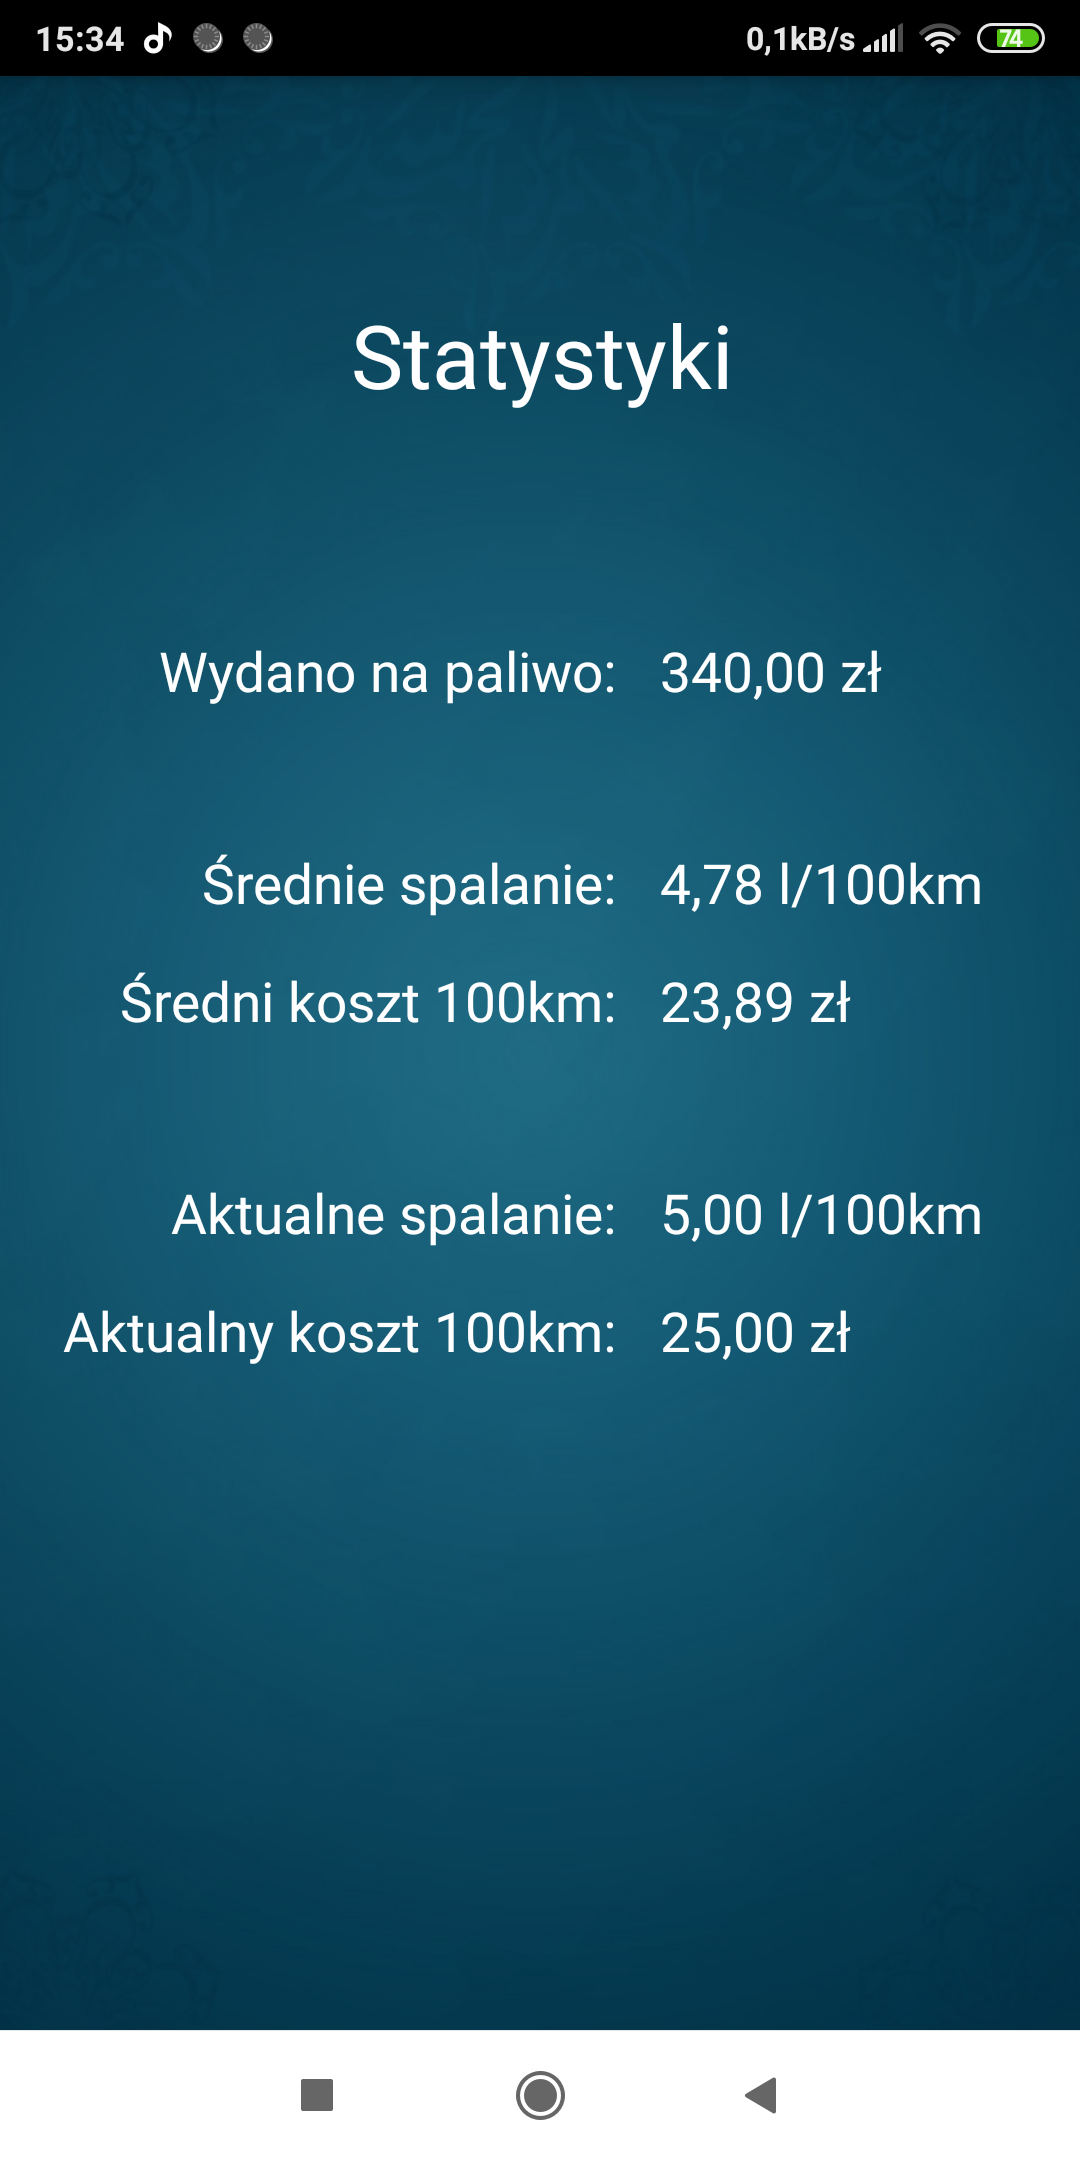 15:34 0,1kB/s 74
Statystyki
Wydano na paliwo: 340,00 zł
Średnie spalanie: 4,78 l/100km
Średni koszt 100km: 23,89 zł
Aktualne spalanie: 5,00 l/100km
Aktualny koszt 100km: 25,00 zł